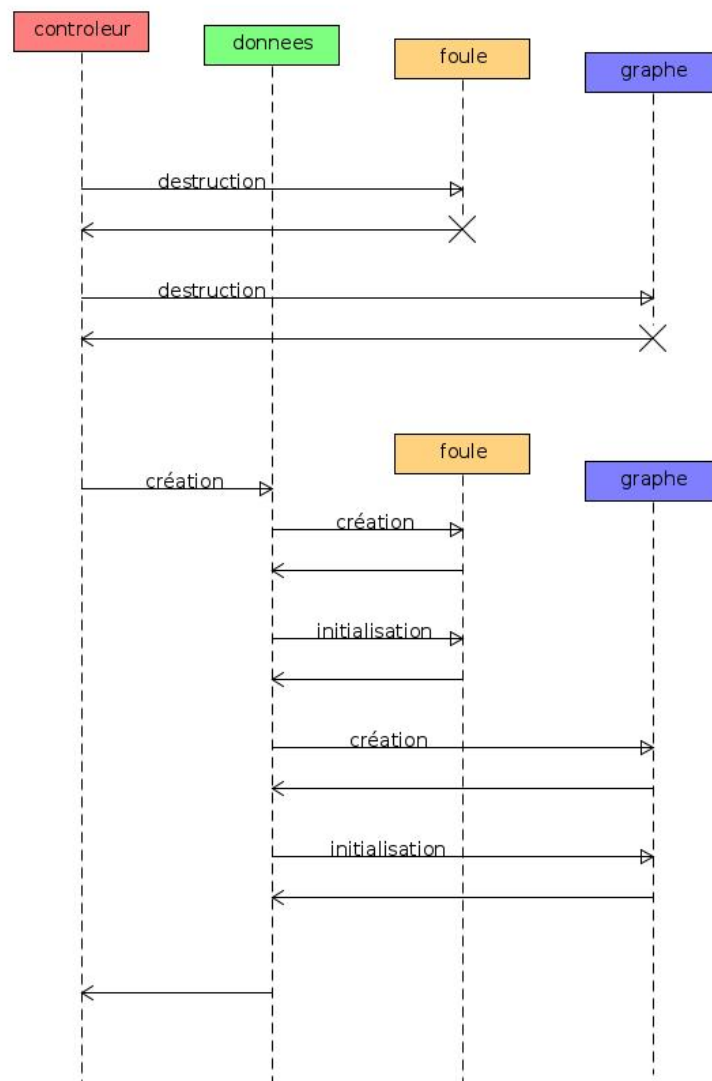 controleur
donnees
foule
graphe
destruction
destruction
foule
graphe
création
création
initialisation
création
initialisation